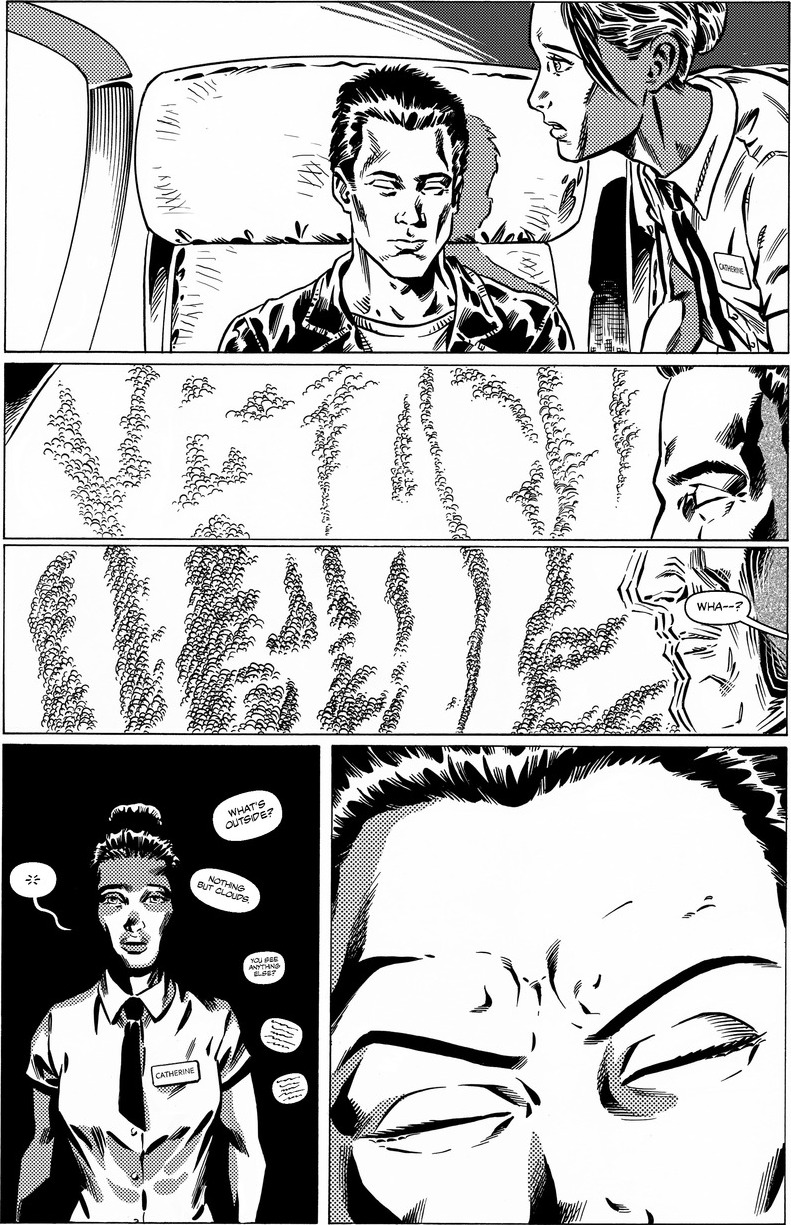 CATHERINE
WHA--?
WHAT'S
OUTSIDE?
NOTHING
BUT CLOUDS.
YOU SEE
ANYTHING
ELSE?
CATHERINE